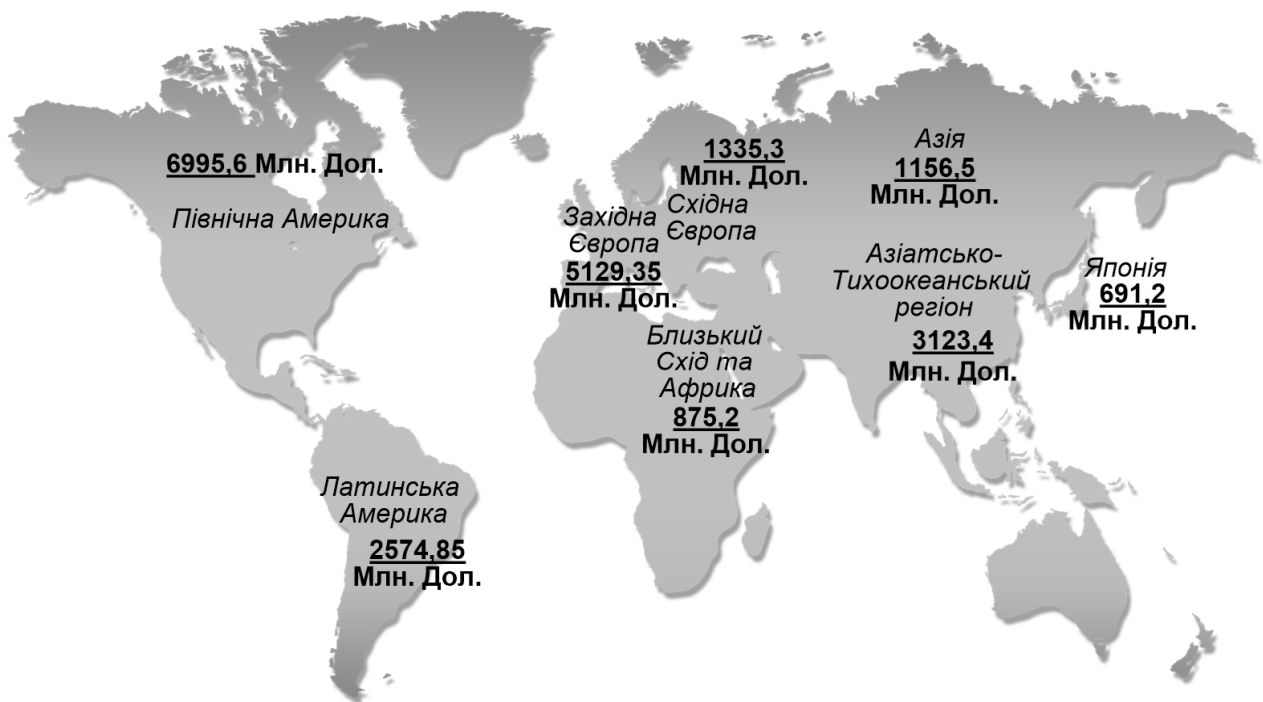 6995,6 Млн. Дол.
Північна Америка
1335,3
Млн. Дол.
Східна
Європа
Західна
Європа
5129,35
Млн. Дол.
Азія
1156,5
Млн. Дол.
Азіатсько-
Тихоокеанський
регіон
3123,4
Млн. Дол.
Японія
691,2
Млн. Дол.
Близький
Схід та
Африка
875,2
Млн. Дол.
Латинська
Америка
2574,85
Млн. Дол.